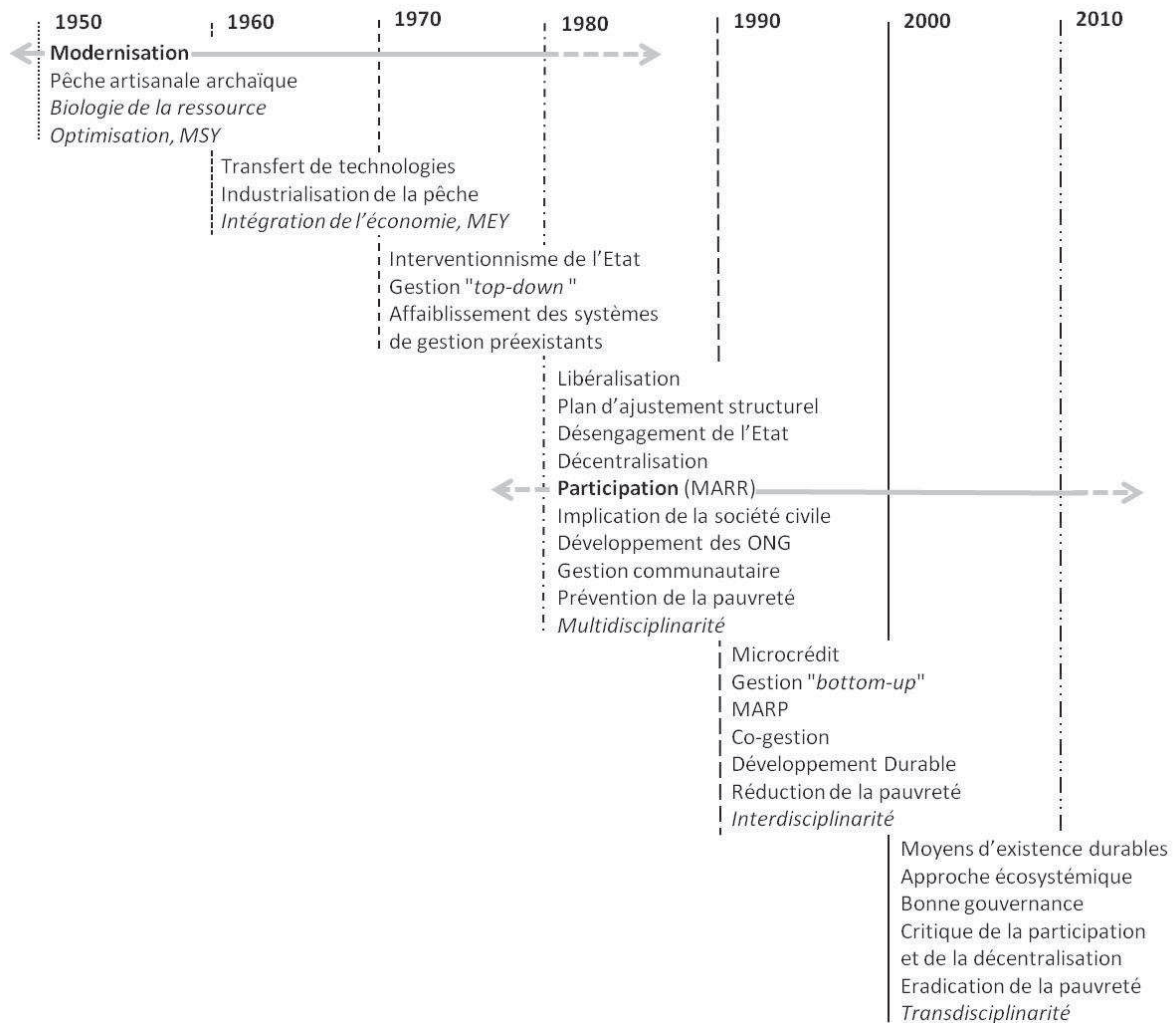 1950 1960 1970 1980 1990 2000 2010
Modernisation
Pêche artisanale archaïque
Biologie de la ressource
Optimisation, MSY
Transfert de technologies
Industrialisation de la pêche
Intégration de l'économie, MEY
Interventionnisme de l'Etat
Gestion "top-down "
Affaiblissement des systèmes
de gestion préexistants
Libéralisation
Plan d'ajustement structurel
Désengagement de l'Etat
Décentralisation
Participation (MARR)
Implication de la société civile
Développement des ONG
Gestion communautaire
Prévention de la pauvreté
Multidisciplinarité
Microcrédit
Gestion "bottom-up"
MARP
Co-gestion
Développement Durable
Réduction de la pauvreté
Interdisciplinarité
Moyens d'existence durables
Approche écosystémique
Bonne gouvernance
Critique de la participation
et de la décentralisation
Eradication de la pauvreté
Transdisciplinarité